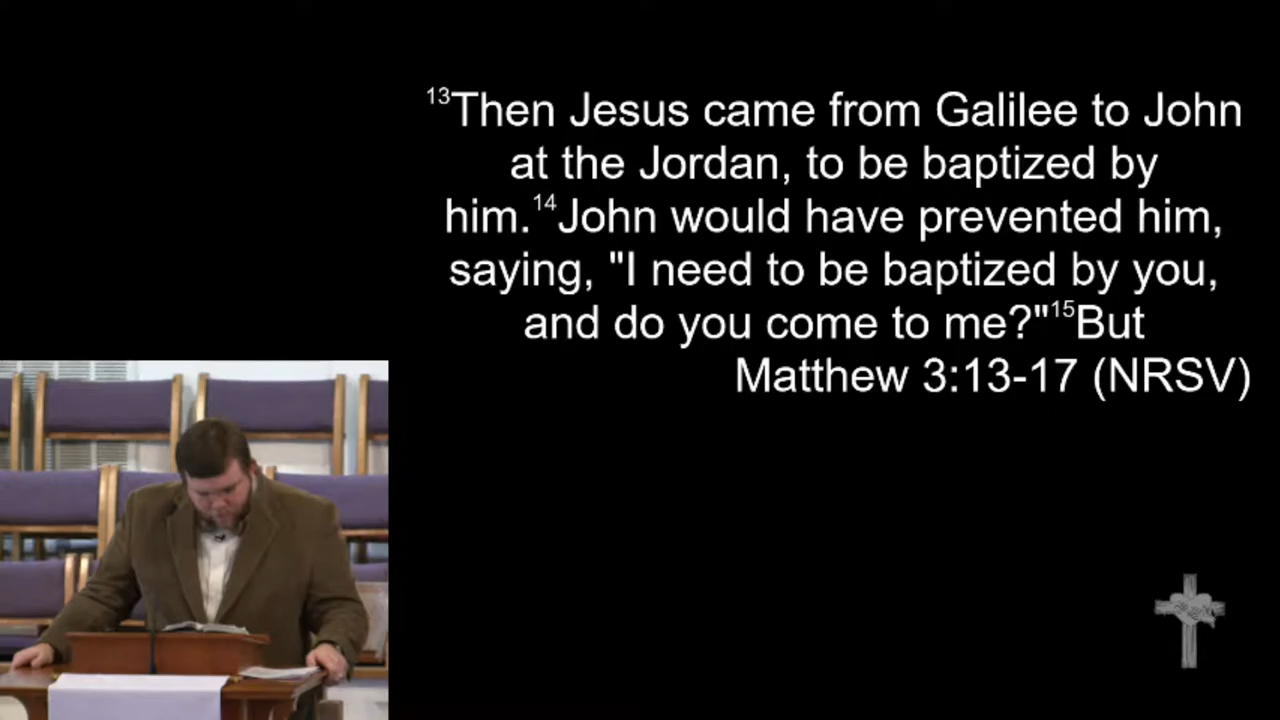 ¹³Then Jesus came from Galilee to John
at the Jordan, to be baptized by
him.¹⁴John would have prevented him,
saying, "I need to be baptized by you,
and do you come to me?"¹⁵But
Matthew 3:13-17 (NRSV)